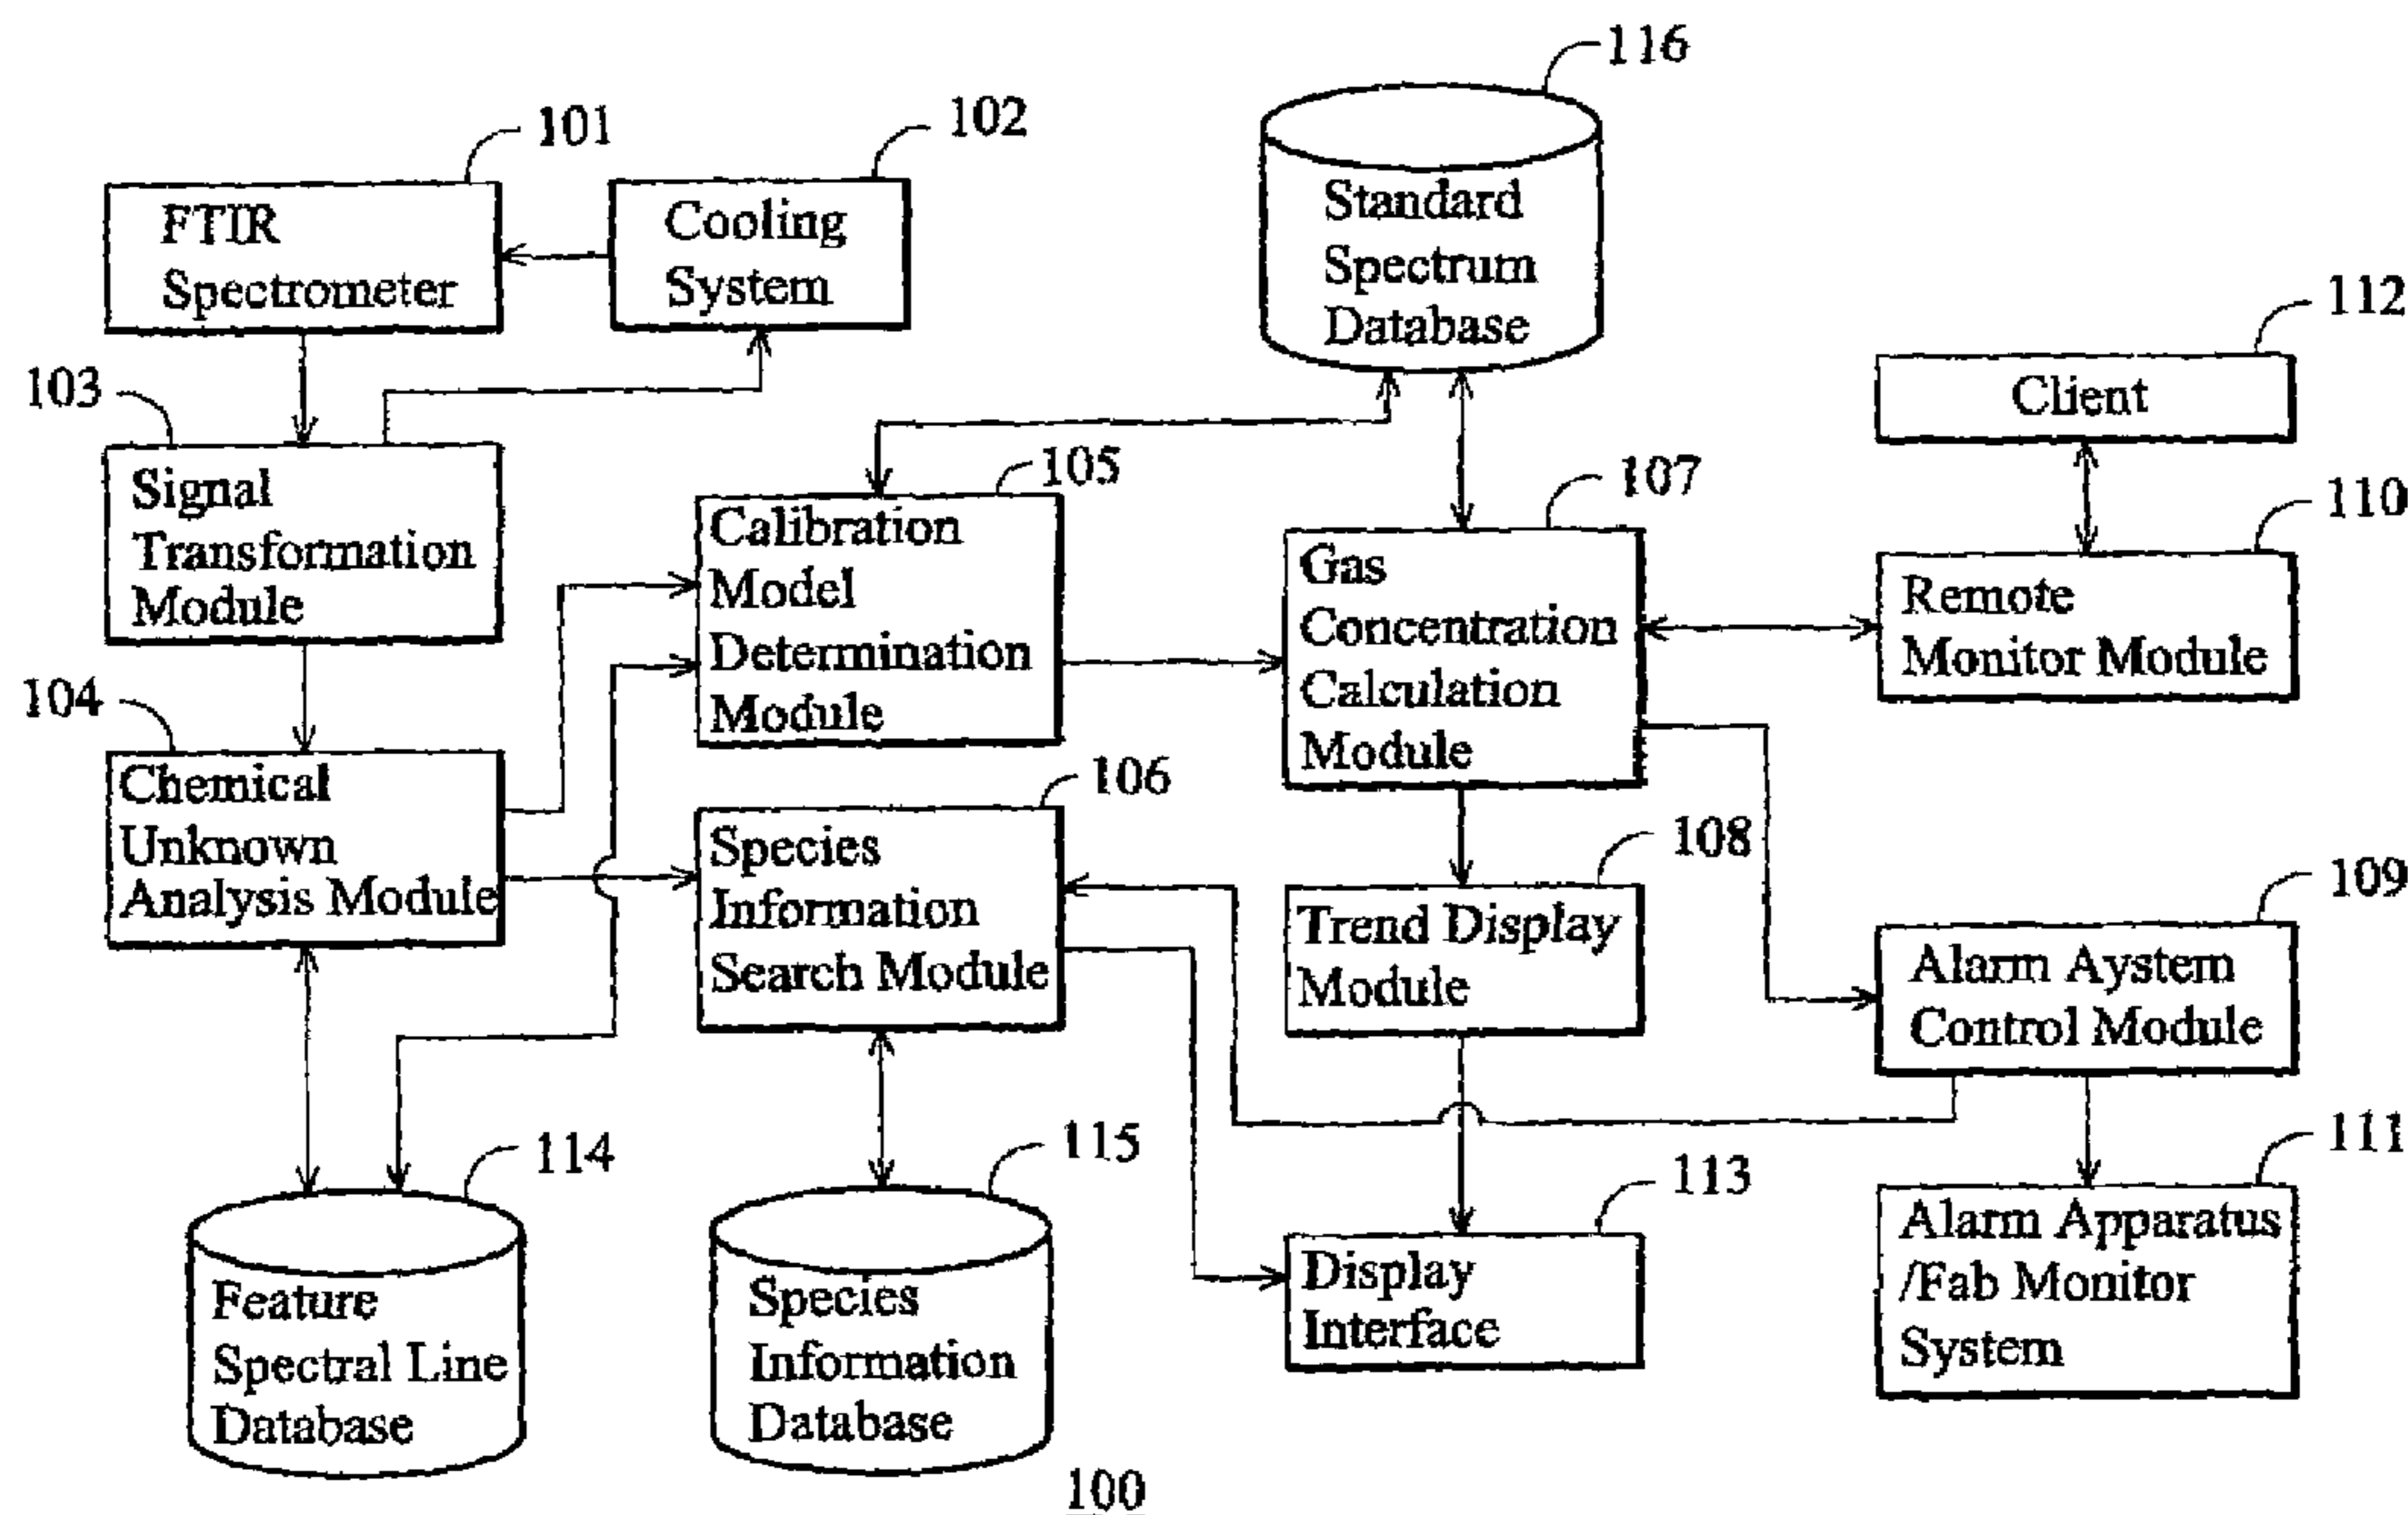 116
101
102
FTIR
Spectrometer
Cooling
System
Standard
Spectrum
Database
112
Client
103
Signal
Transformation
Module
105
Calibration
Model
Determination
Module
107
Gas
Concentration
Calculation
Module
110
Remote
Monitor Module
104
Chemical
Unknown
Analysis Module
106
Species
Information
Search Module
108
Trend Display
Module
109
Alarm Aystem
Control Module
114
Feature
Spectral Line
Database
115
Species
Information
Database
113
Display
Interface
111
Alarm Apparatus
/Fab Monitor
System
100